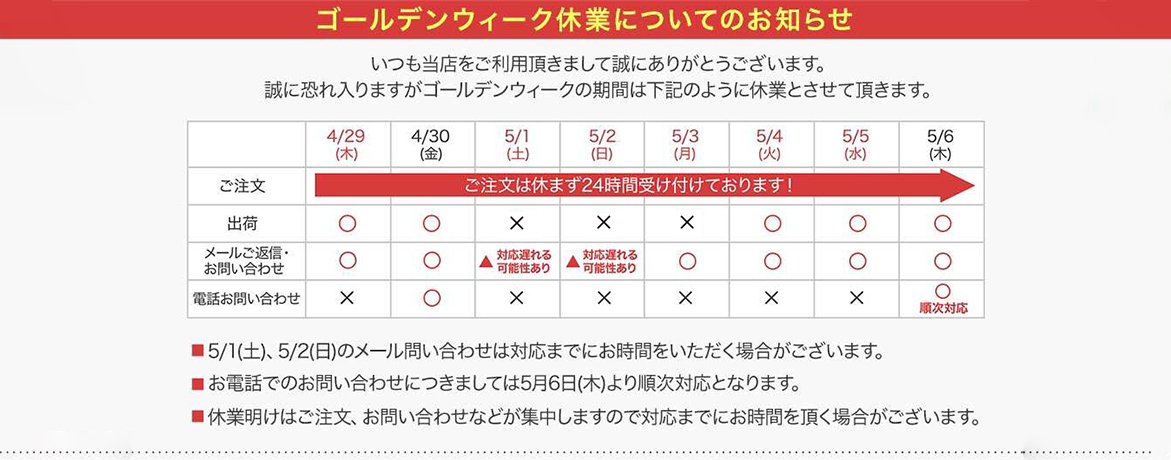 ゴールデンウィーク休業についてのお知らせ
いつも当店をご利用頂きまして誠にありがとうございます。
誠に恐れ入りますがゴールデンウィークの期間は下記のように休業とさせて頂きます。
4/29 4/30 5/1 5/2 5/3 5/4 5/5 5/6
(木) (金) (土) (日) (月) (火) (水) (木)
ご注文 ご注文は休まず24時間受け付けております!
出荷 ○ ○ × × × ○ ○ ○
メールご返信・
お問い合わせ ○ ○ ▲対応遅れる ▲対応遅れる ○ ○ ○ ○
可能性あり 可能性あり
電話お問い合わせ × ○ × × × × × ○
順次対応
■5/1(土)、5/2(日)のメール問い合わせは対応までにお時間をいただく場合がございます。
■お電話でのお問い合わせにつきましては5月6日(木)より順次対応となります。
■休業明けはご注文、お問い合わせなどが集中しますので対応までにお時間を頂く場合がございます。